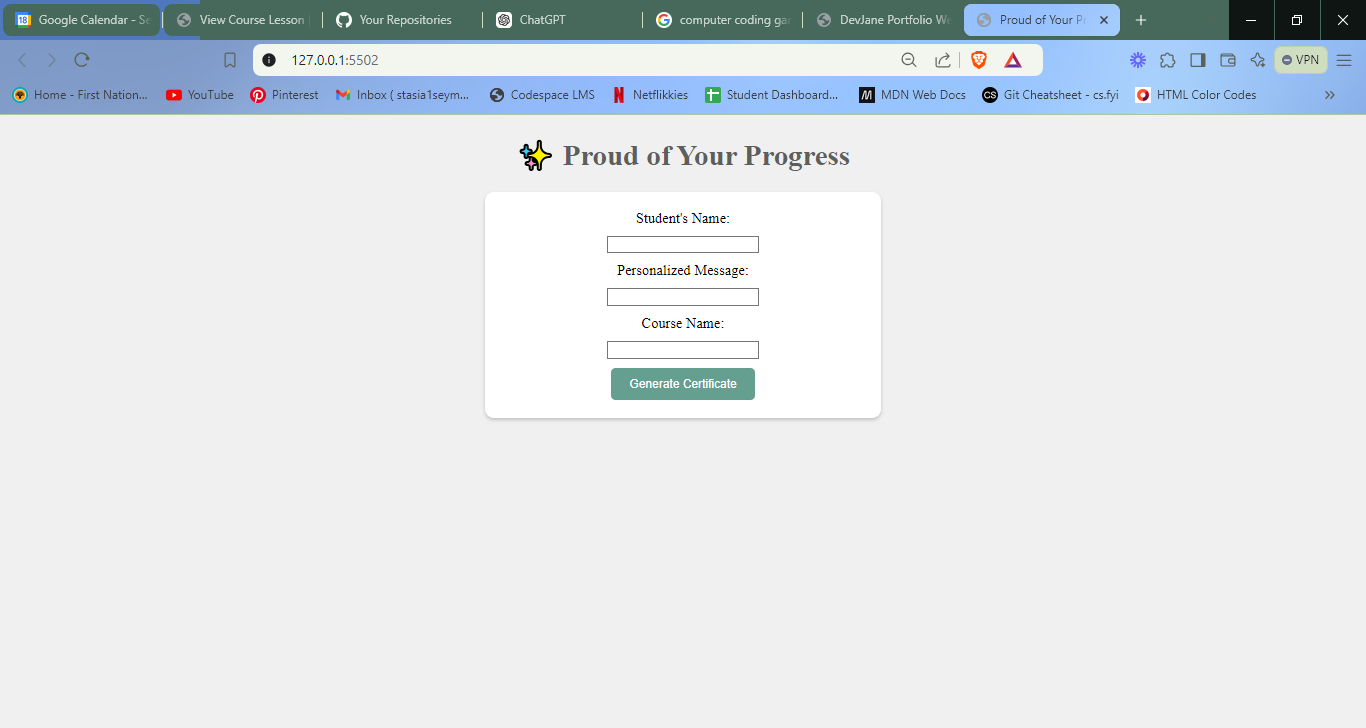 Google Calendar - Se
View Course Lesson
Your Repositories
ChatGPT
computer coding gar
DevJane Portfolio We
Proud of Your Pr
127.0.0.1:5502
VPN
Home - First Nation...
YouTube
Pinterest
Inbox ( stasia1seym...
Codespace LMS
Netflikkies
Student Dashboard...
MDN Web Docs
CS
Git Cheatsheet - cs.fyi
HTML Color Codes
Proud of Your Progress
Student's Name:
Personalized Message:
Course Name:
Generate Certificate